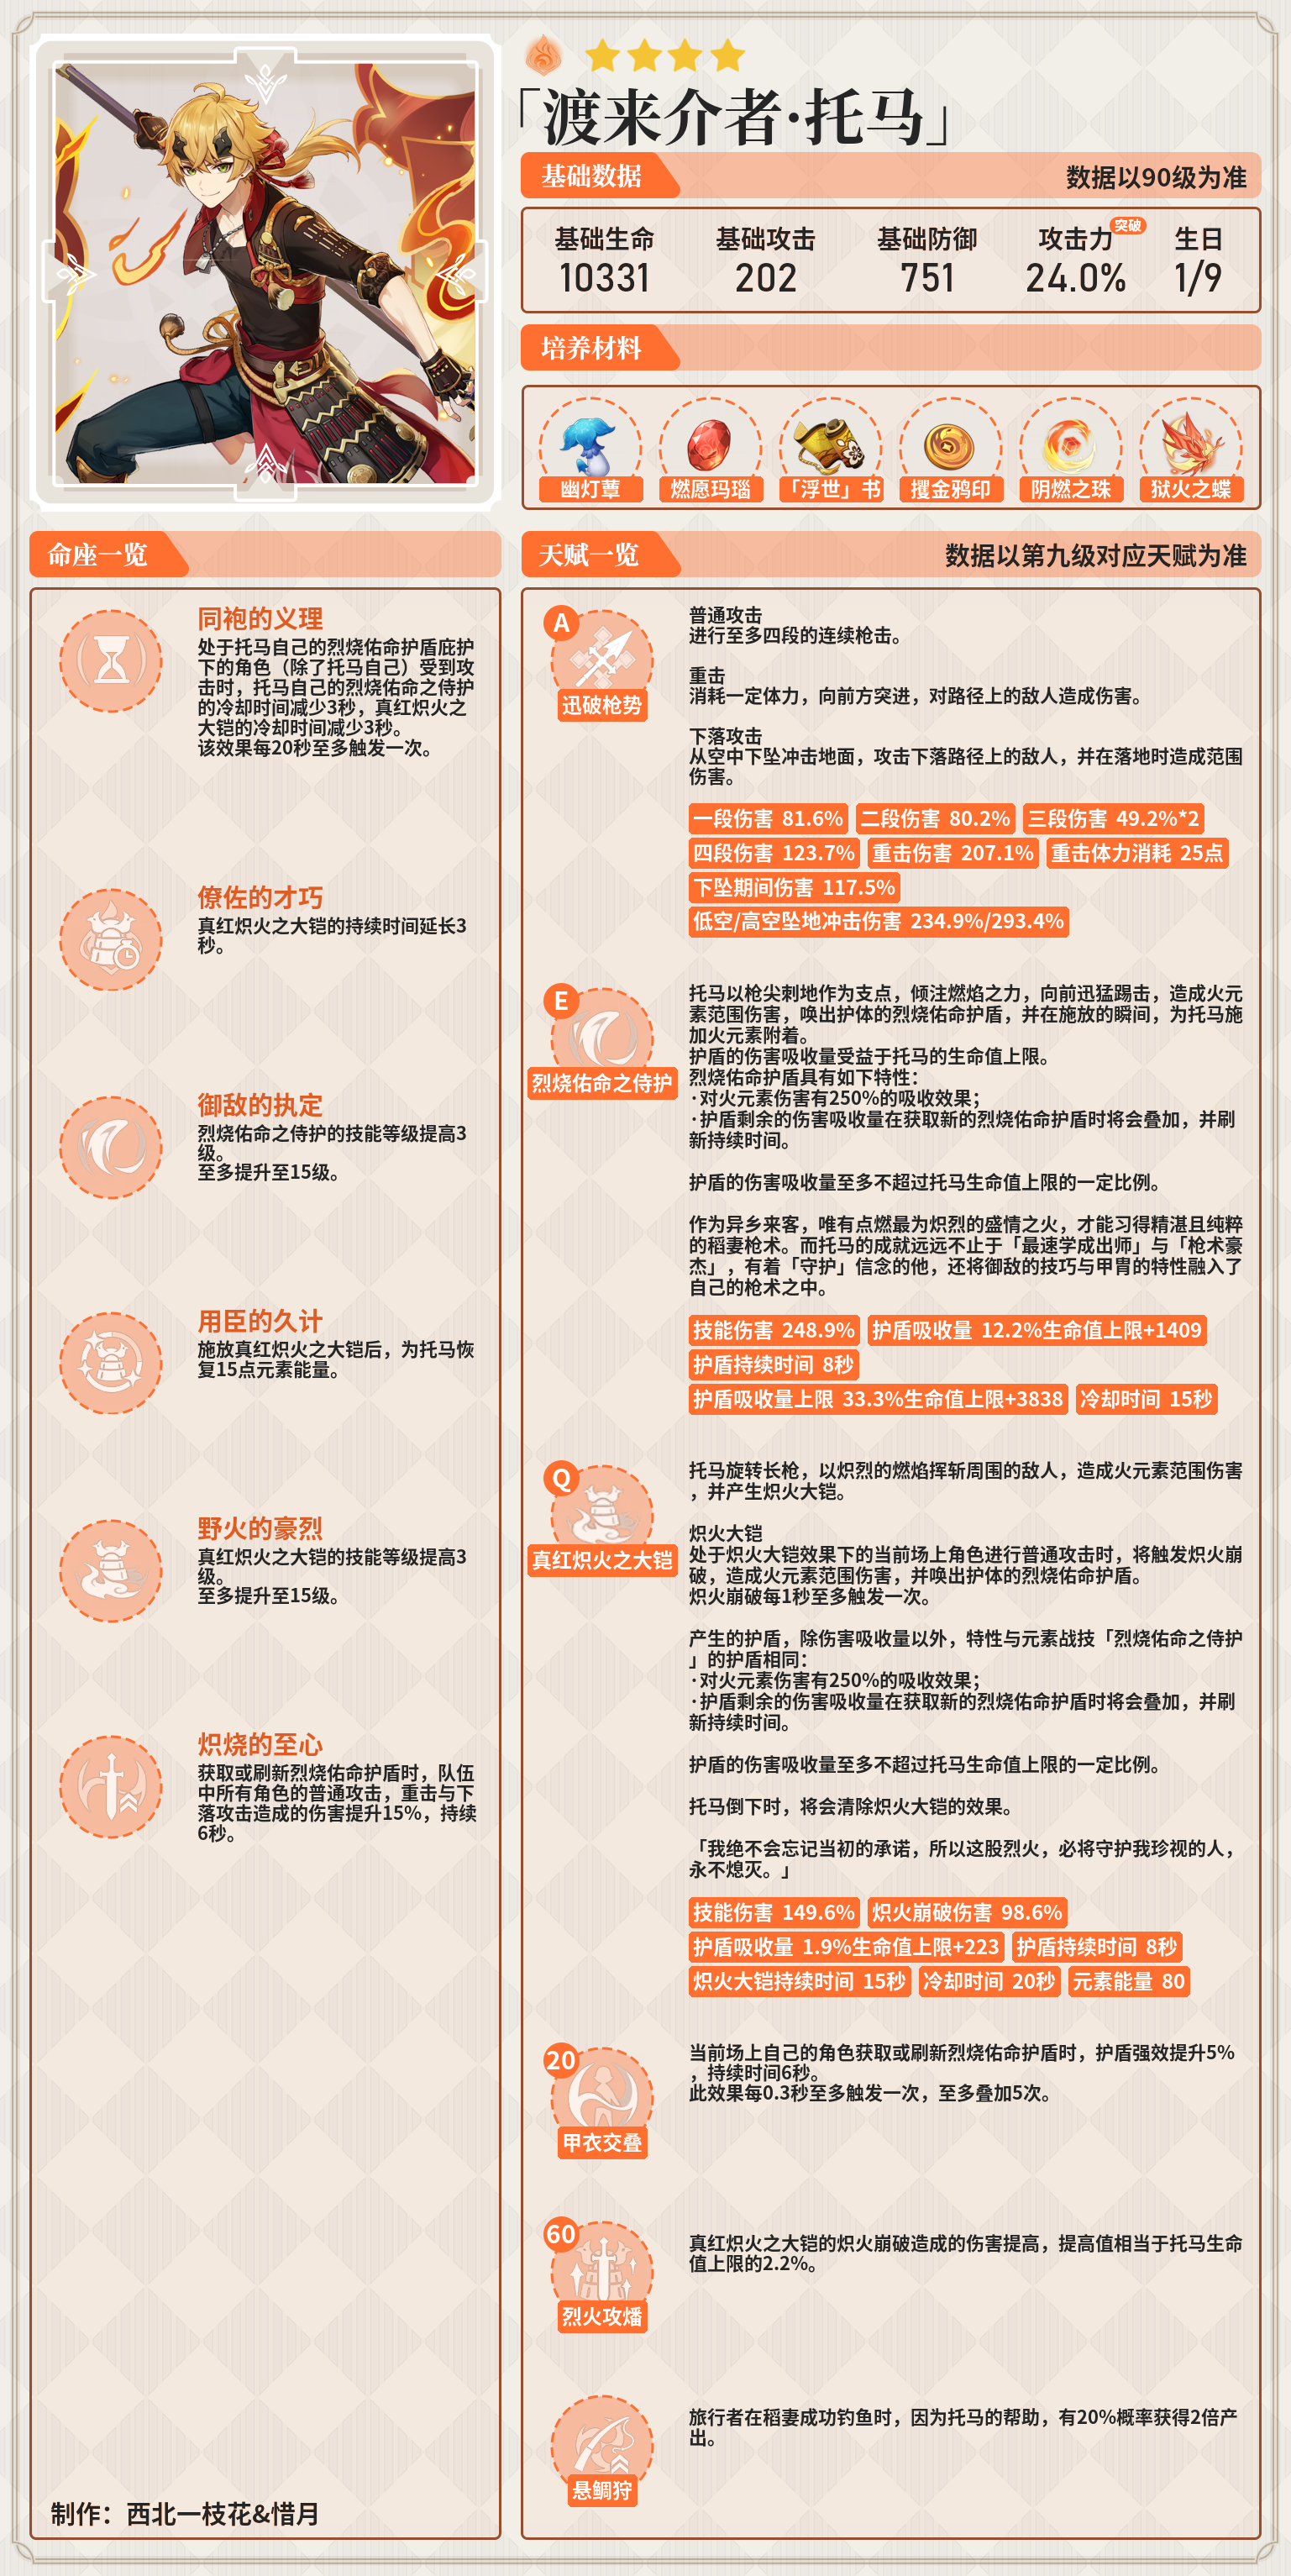 「渡来介者·托马」
基础数据
数据以90级为准
基础生命
基础攻击
基础防御
攻击力
突破
生日
10331
202
751
24.0%
1/9
培养材料
幽灯蕈
燃愿玛瑙
「浮世」书
攫金鸦印
阴燃之珠
狱火之蝶
命座一览
同袍的义理
处于托马自己的烈烧佑命护盾庇护
下的角色（除了托马自己）受到攻
击时，托马自己的烈烧佑命之侍护
的冷却时间减少3秒，真红炽火之
大铠的冷却时间减少3秒。
该效果每20秒至多触发一次。
僚佐的才巧
真红炽火之大铠的持续时间延长3
秒。
御敌的执定
烈烧佑命之侍护的技能等级提高3
级。
至多提升至15级。
用臣的久计
施放真红炽火之大铠后，为托马恢
复15点元素能量。
野火的豪烈
真红炽火之大铠的技能等级提高3
级。
至多提升至15级。
炽烧的至心
获取或刷新烈烧佑命护盾时，队伍
中所有角色的普通攻击，重击与下
落攻击造成的伤害提升15%，持续
6秒。
制作：西北一枝花&惜月
天赋一览
数据以第九级对应天赋为准
A
迅破枪势
普通攻击
进行至多四段的连续枪击。
重击
消耗一定体力，向前方突进，对路径上的敌人造成伤害。
下落攻击
从空中下坠冲击地面，攻击下落路径上的敌人，并在落地时造成范围
伤害。
一段伤害 81.6% 二段伤害 80.2% 三段伤害 49.2%*2
四段伤害 123.7% 重击伤害 207.1% 重击体力消耗 25点
下坠期间伤害 117.5%
低空/高空坠地冲击伤害 234.9%/293.4%
E
烈烧佑命之侍护
托马以枪尖刺地作为支点，倾注燃焰之力，向前迅猛踢击，造成火元
素范围伤害，唤出护体的烈烧佑命护盾，并在施放的瞬间，为托马施
加火元素附着。
护盾的伤害吸收量受益于托马的生命值上限。
烈烧佑命护盾具有如下特性：
·对火元素伤害有250%的吸收效果；
·护盾剩余的伤害吸收量在获取新的烈烧佑命护盾时将会叠加，并刷
新持续时间。
护盾的伤害吸收量至多不超过托马生命值上限的一定比例。
作为异乡来客，唯有点燃最为炽烈的盛情之火，才能习得精湛且纯粹
的稻妻枪术。而托马的成就远远不止于「最速学成出师」与「枪术豪
杰」，有着「守护」信念的他，还将御敌的技巧与甲胄的特性融入了
自己的枪术之中。
技能伤害 248.9% 护盾吸收量 12.2%生命值上限+1409
护盾持续时间 8秒
护盾吸收量上限 33.3%生命值上限+3838 冷却时间 15秒
Q
真红炽火之大铠
托马旋转长枪，以炽烈的燃焰挥斩周围的敌人，造成火元素范围伤害
，并产生炽火大铠。
炽火大铠
处于炽火大铠效果下的当前场上角色进行普通攻击时，将触发炽火崩
破，造成火元素范围伤害，并唤出护体的烈烧佑命护盾。
炽火崩破每1秒至多触发一次。
产生的护盾，除伤害吸收量以外，特性与元素战技「烈烧佑命之侍护
」的护盾相同：
·对火元素伤害有250%的吸收效果；
·护盾剩余的伤害吸收量在获取新的烈烧佑命护盾时将会叠加，并刷
新持续时间。
护盾的伤害吸收量至多不超过托马生命值上限的一定比例。
托马倒下时，将会清除炽火大铠的效果。
「我绝不会忘记当初的承诺，所以这股烈火，必将守护我珍视的人，
永不熄灭。」
技能伤害 149.6% 炽火崩破伤害 98.6%
护盾吸收量 1.9%生命值上限+223 护盾持续时间 8秒
炽火大铠持续时间 15秒 冷却时间 20秒 元素能量 80
20
甲衣交叠
当前场上自己的角色获取或刷新烈烧佑命护盾时，护盾强效提升5%
，持续时间6秒。
此效果每0.3秒至多触发一次，至多叠加5次。
60
烈火攻燔
真红炽火之大铠的炽火崩破造成的伤害提高，提高值相当于托马生命
值上限的2.2%。
悬鲷狩
旅行者在稻妻成功钓鱼时，因为托马的帮助，有20%概率获得2倍产
出。